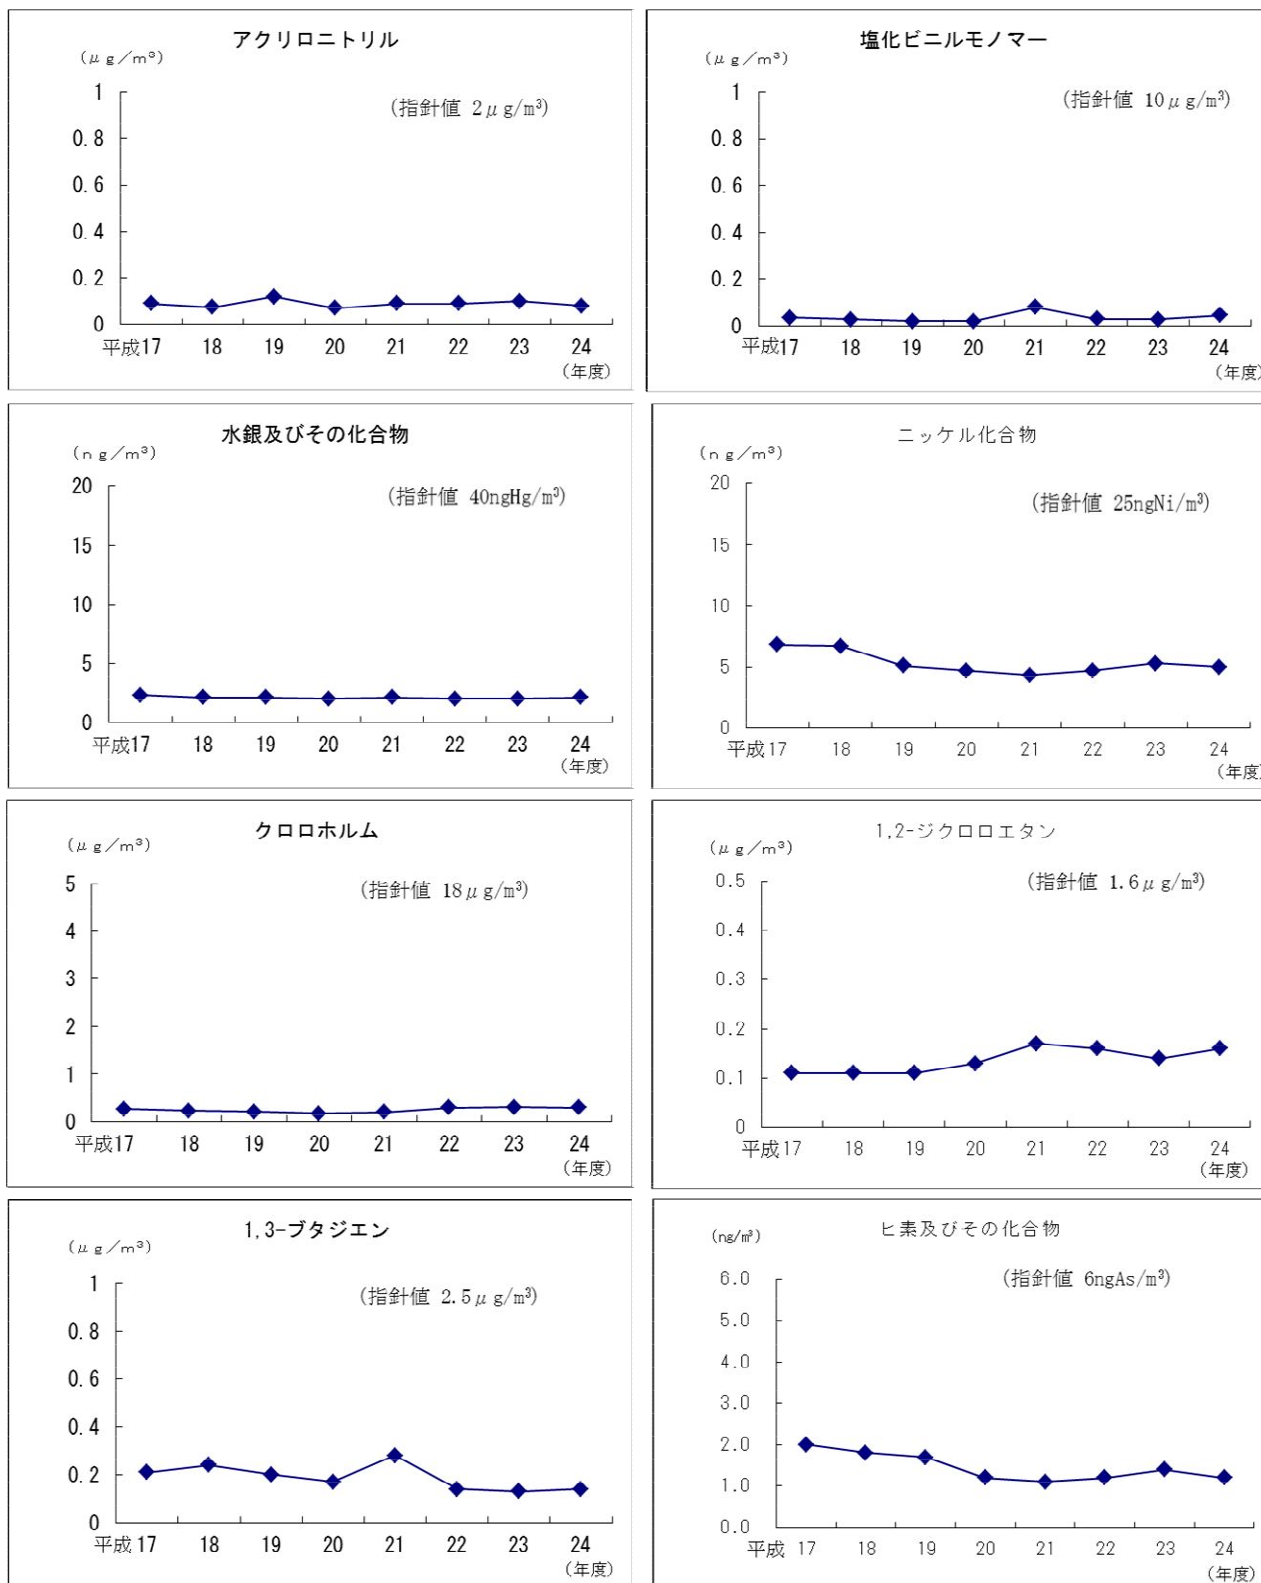 アクリロニトリル
(μg/m³)
(指針値 2μg/m³)
1
0.8
0.6
0.4
0.2
0
平成17 18 19 20 21 22 23 24
(年度)
塩化ビニルモノマー
(μg/m³)
(指針値 10μg/m³)
1
0.8
0.6
0.4
0.2
0
平成17 18 19 20 21 22 23 24
(年度)
水銀及びその化合物
(ng/m³)
(指針値 40ngHg/m³)
20
15
10
5
0
平成17 18 19 20 21 22 23 24
(年度)
ニッケル化合物
(ng/m³)
(指針値 25ngNi/m³)
20
15
10
5
0
平成17 18 19 20 21 22 23 24
(年度)
クロロホルム
(μg/m³)
(指針値 18μg/m³)
5
4
3
2
1
0
平成17 18 19 20 21 22 23 24
(年度)
1,2-ジクロロエタン
(μg/m³)
(指針値 1.6μg/m³)
0.5
0.4
0.3
0.2
0.1
0
平成17 18 19 20 21 22 23 24
(年度)
1,3-ブタジエン
(μg/m³)
(指針値 2.5μg/m³)
1
0.8
0.6
0.4
0.2
0
平成17 18 19 20 21 22 23 24
(年度)
ヒ素及びその化合物
(ng/m³)
(指針値 6ngAs/m³)
6.0
5.0
4.0
3.0
2.0
1.0
0.0
平成 17 18 19 20 21 22 23 24
(年度)